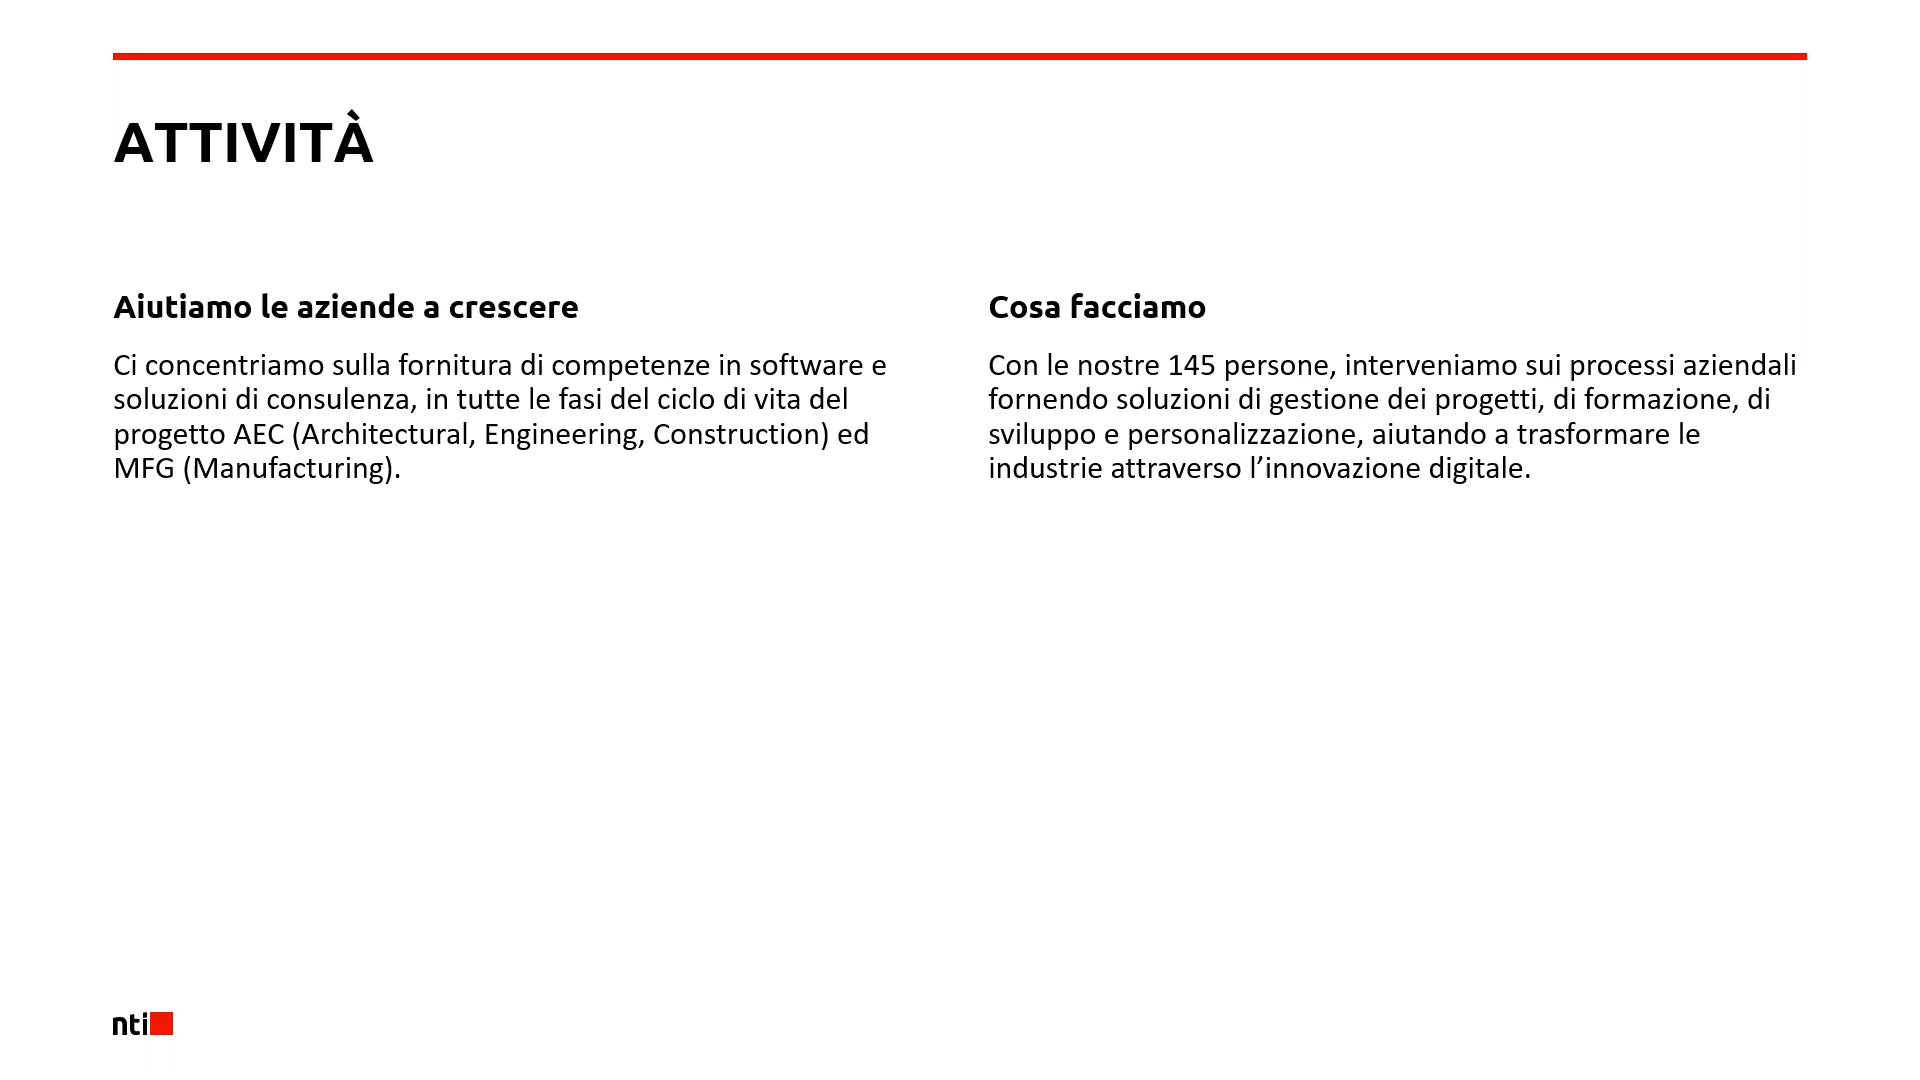 ATTIVITÀ
Aiutiamo le aziende a crescere
Ci concentriamo sulla fornitura di competenze in software e
soluzioni di consulenza, in tutte le fasi del ciclo di vita del
progetto AEC (Architectural, Engineering, Construction) ed
MFG (Manufacturing).
Cosa facciamo
Con le nostre 145 persone, interveniamo sui processi aziendali
fornendo soluzioni di gestione dei progetti, di formazione, di
sviluppo e personalizzazione, aiutando a trasformare le
industrie attraverso l’innovazione digitale.
nti